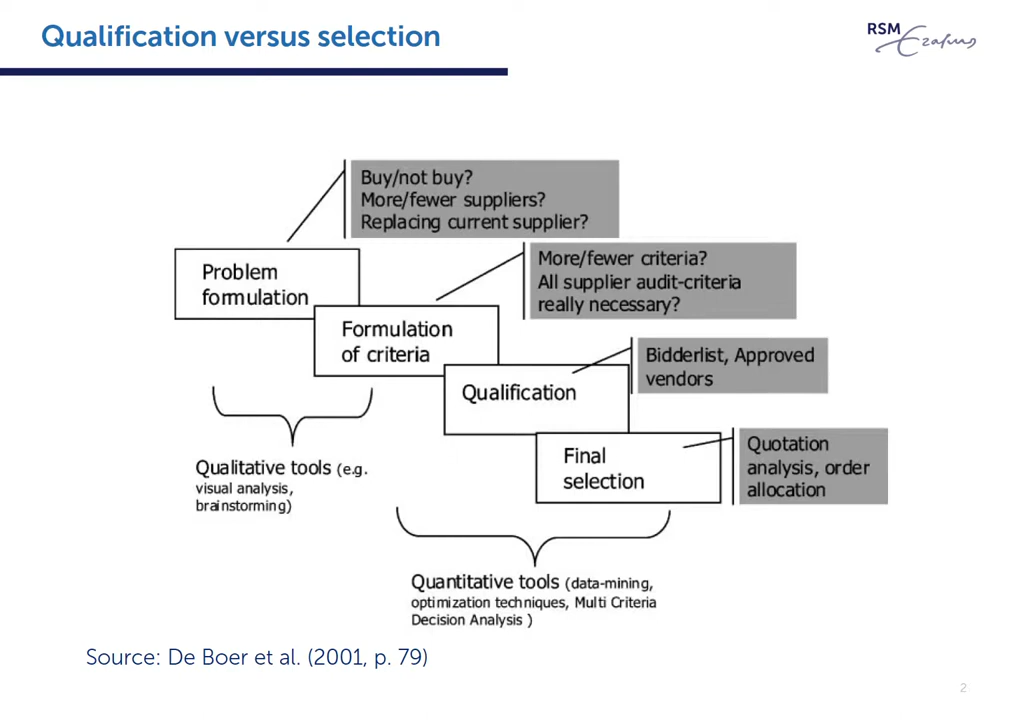 Qualification versus selection
RSM
Erasmus
Buy/not buy?
More/fewer suppliers?
Replacing current supplier?
Problem
formulation
More/fewer criteria?
All supplier audit-criteria
really necessary?
Formulation
of criteria
Bidderlist, Approved
vendors
Qualification
Quotation
analysis, order
allocation
Final
selection
Qualitative tools (e.g.
visual analysis,
brainstorming)
Quantitative tools (data-mining,
optimization techniques, Multi Criteria
Decision Analysis )
Source: De Boer et al. (2001, p. 79)
2